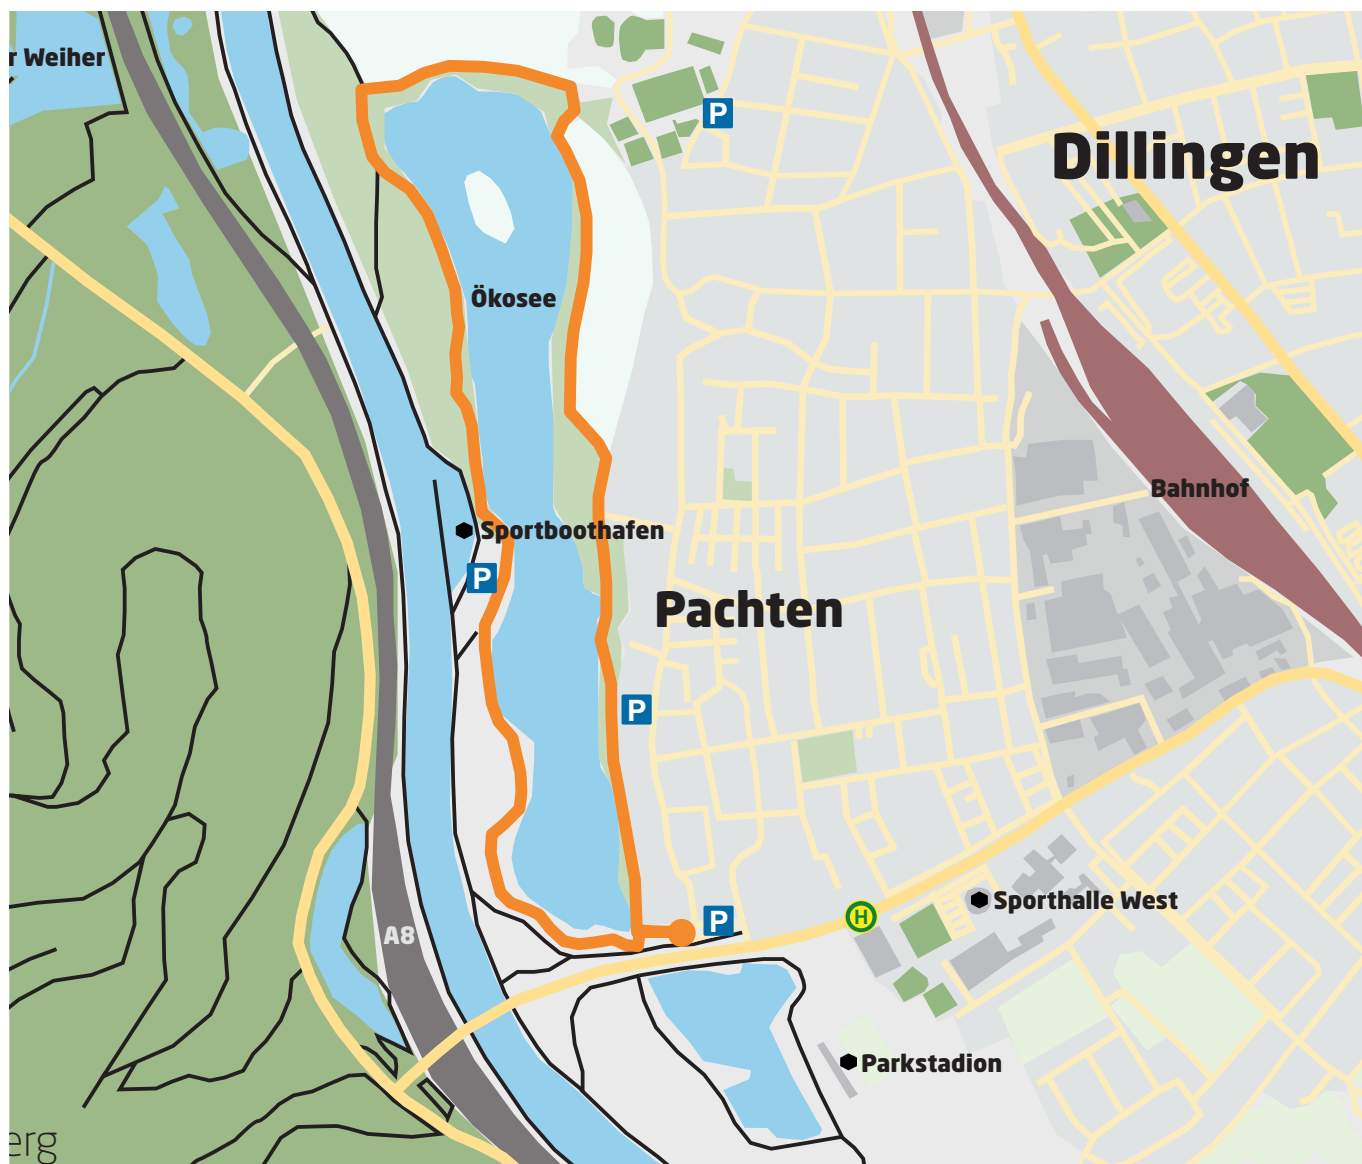 r Weiher
P
Dillingen
Ökosee
Bahnhof
Sportboothafen
P
Pachten
P
Sporthalle West
P
H
A8
Parkstadion
erg